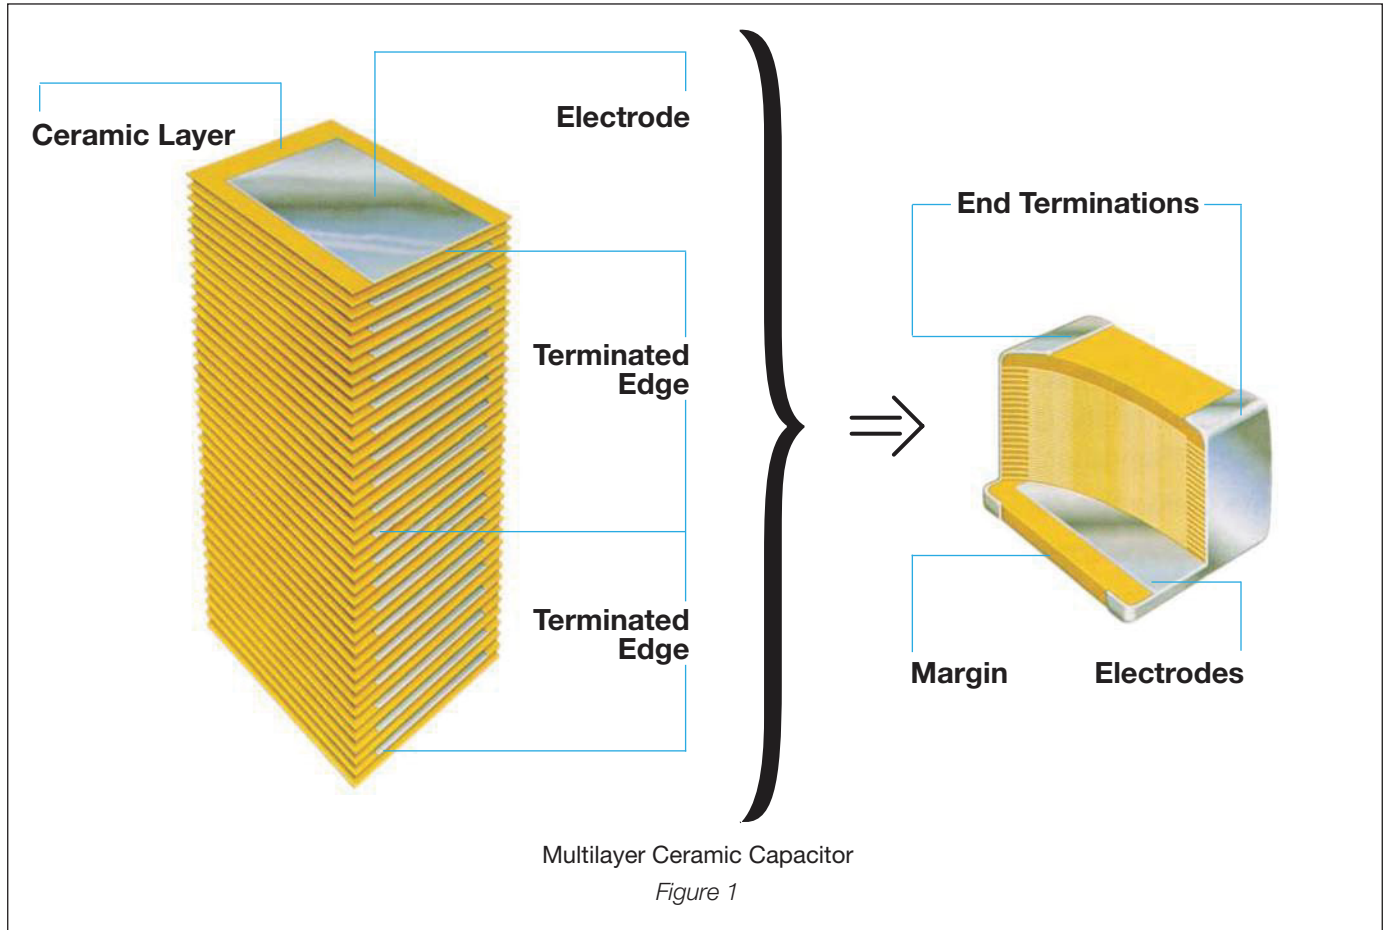 Ceramic Layer
Electrode
Terminated
Edge
Terminated
Edge
End Terminations
Margin
Electrodes
Multilayer Ceramic Capacitor
Figure 1